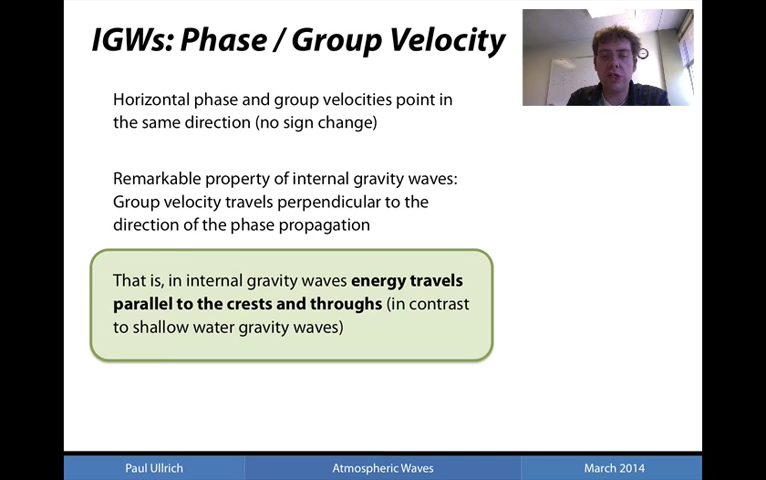 IGWs: Phase / Group Velocity
Horizontal phase and group velocities point in
the same direction (no sign change)
Remarkable property of internal gravity waves:
Group velocity travels perpendicular to the
direction of the phase propagation
That is, in internal gravity waves energy travels
parallel to the crests and throughs (in contrast
to shallow water gravity waves)
Paul Ullrich
Atmospheric Waves
March 2014